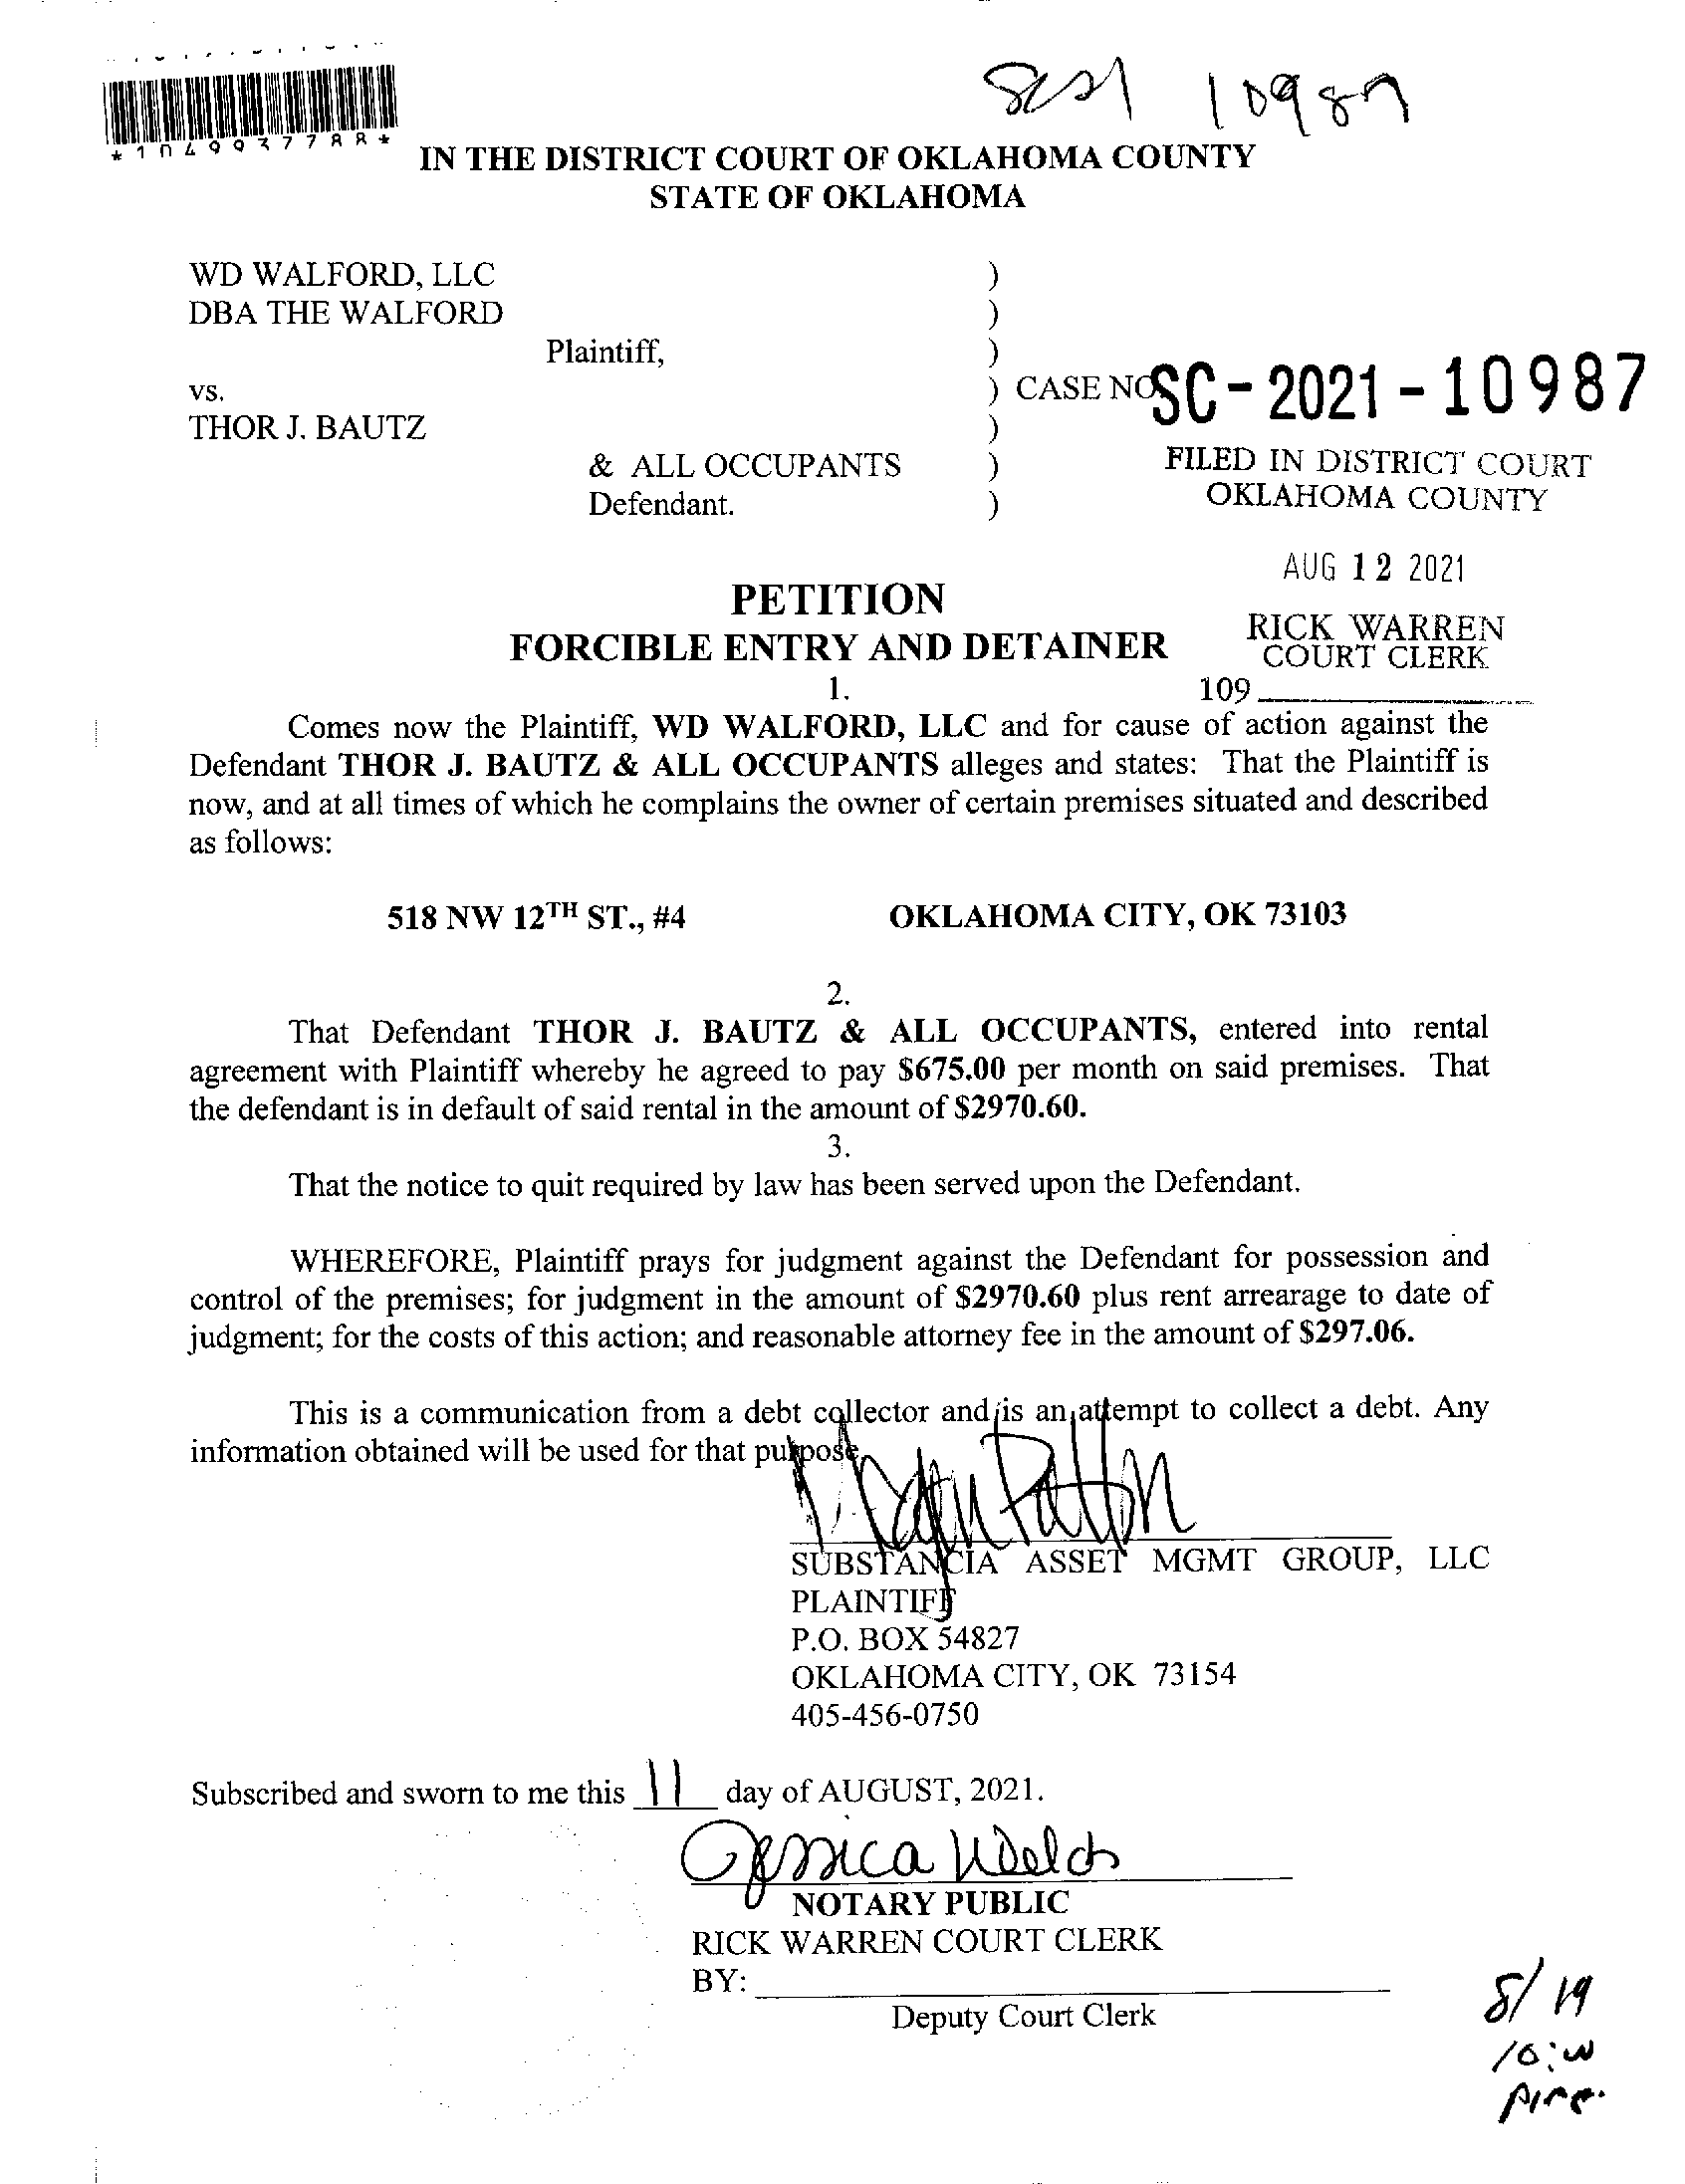 *1049937788*
SC21 10987
IN THE DISTRICT COURT OF OKLAHOMA COUNTY
STATE OF OKLAHOMA
WD WALFORD, LLC )
DBA THE WALFORD )
Plaintiff, )
vs. ) CASE NO SC-2021-10987
THOR J. BAUTZ )
& ALL OCCUPANTS ) FILED IN DISTRICT COURT
Defendant. ) OKLAHOMA COUNTY
AUG 12 2021
PETITION
RICK WARREN
FORCIBLE ENTRY AND DETAINER
COURT CLERK
1.
109
Comes now the Plaintiff, WD WALFORD, LLC and for cause of action against the
Defendant THOR J. BAUTZ & ALL OCCUPANTS alleges and states: That the Plaintiff is
now, and at all times of which he complains the owner of certain premises situated and described
as follows:
518 NW 12TH ST., #4 OKLAHOMA CITY, OK 73103
2.
That Defendant THOR J. BAUTZ & ALL OCCUPANTS, entered into rental
agreement with Plaintiff whereby he agreed to pay $675.00 per month on said premises. That
the defendant is in default of said rental in the amount of $2970.60.
3.
That the notice to quit required by law has been served upon the Defendant.
WHEREFORE, Plaintiff prays for judgment against the Defendant for possession and
control of the premises; for judgment in the amount of $2970.60 plus rent arrearage to date of
judgment; for the costs of this action; and reasonable attorney fee in the amount of $297.06.
This is a communication from a debt collector and is an attempt to collect a debt. Any
information obtained will be used for that purpose.
Patton
SUBSTANCIA ASSET MGMT GROUP, LLC
PLAINTIFF
P.O. BOX 54827
OKLAHOMA CITY, OK 73154
405-456-0750
Subscribed and sworn to me this 11 day of AUGUST, 2021.
Jessica Welch
NOTARY PUBLIC
RICK WARREN COURT CLERK
BY:
Deputy Court Clerk
8/19